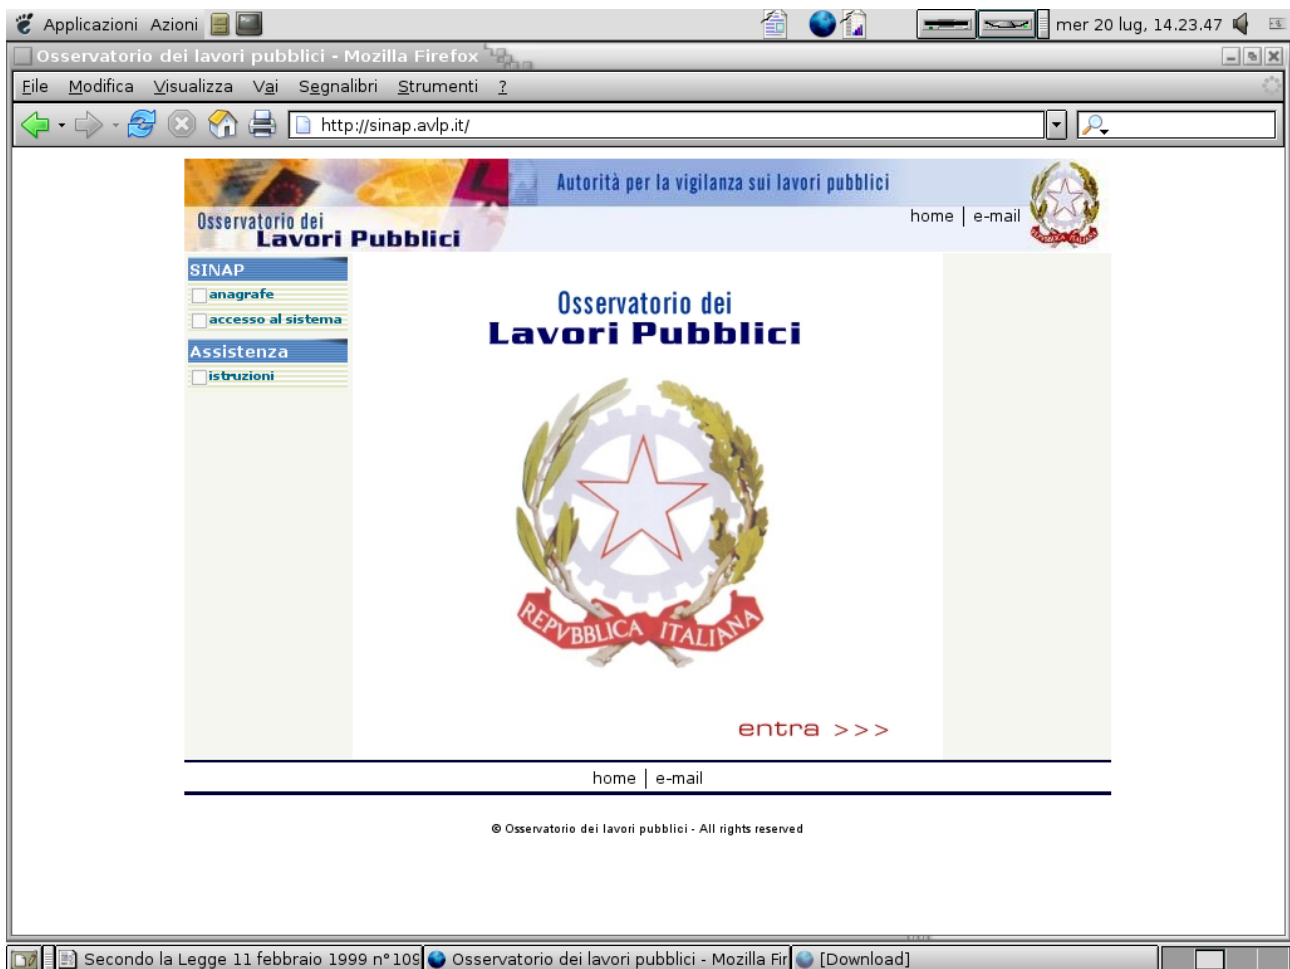 Applicazioni Azioni mer 20 lug, 14.23.47
Osservatorio dei lavori pubblici - Mozilla Firefox
File Modifica Visualizza Vai Segnalibri Strumenti ?
http://sinap.avlp.it/
Autorità per la vigilanza sui lavori pubblici
Osservatorio dei
Lavori Pubblici
home | e-mail
REPVBBLICA ITALIANA
SINAP
anagrafe
accesso al sistema
Assistenza
istruzioni
Osservatorio dei
Lavori Pubblici
REPVBBLICA ITALIANA
entra >>>
home | e-mail
© Osservatorio dei lavori pubblici - All rights reserved
Secondo la Legge 11 febbraio 1999 n°109 Osservatorio dei lavori pubblici - Mozilla Fir [Download]